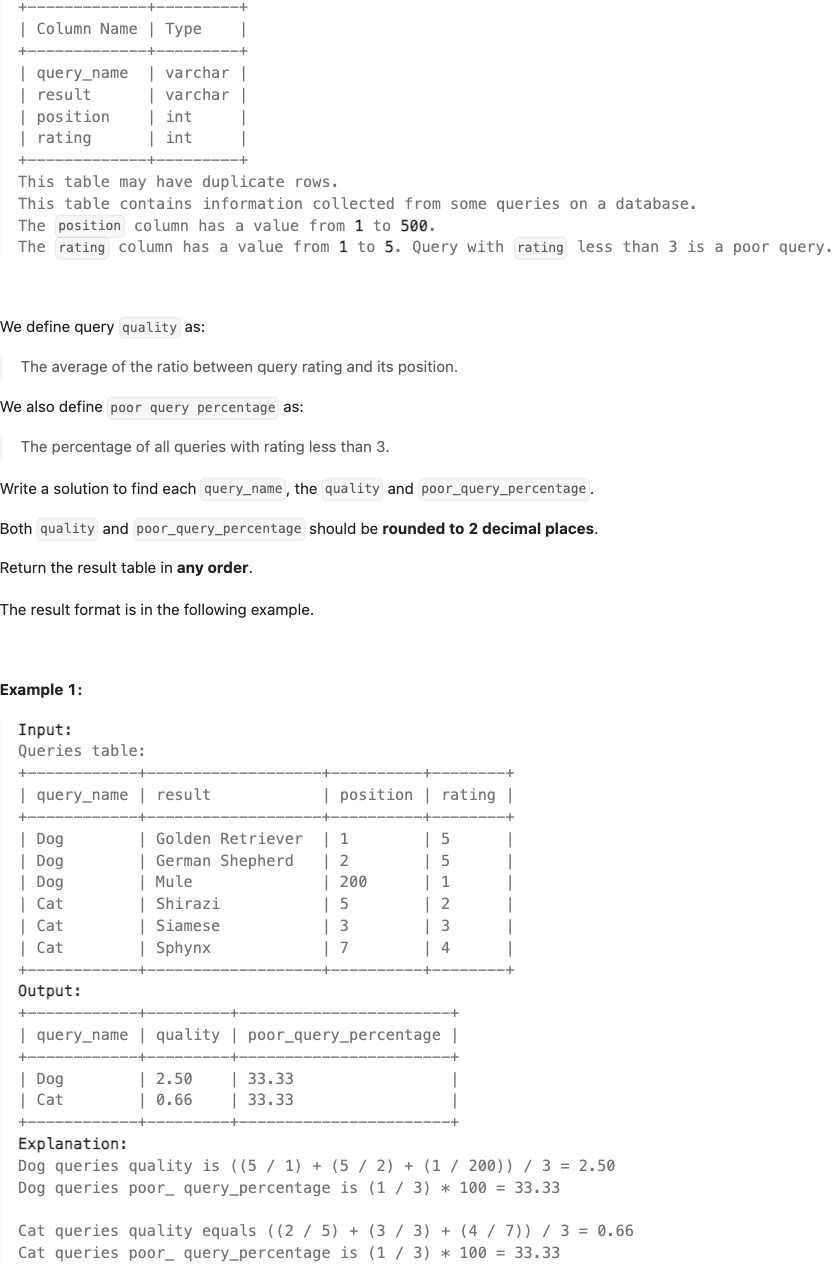 +-------------+---------+
| Column Name | Type    |
+-------------+---------+
| query_name  | varchar |
| result      | varchar |
| position    | int     |
| rating      | int     |
+-------------+---------+
This table may have duplicate rows.
This table contains information collected from some queries on a database.
The position column has a value from 1 to 500.
The rating column has a value from 1 to 5. Query with rating less than 3 is a poor query.
We define query quality as:
The average of the ratio between query rating and its position.
We also define poor query percentage as:
The percentage of all queries with rating less than 3.
Write a solution to find each query_name, the quality and poor_query_percentage.
Both quality and poor_query_percentage should be rounded to 2 decimal places.
Return the result table in any order.
The result format is in the following example.
Example 1:
Input:
Queries table:
+------------+-------------------+----------+--------+
| query_name | result            | position | rating |
+------------+-------------------+----------+--------+
| Dog        | Golden Retriever  | 1        | 5      |
| Dog        | German Shepherd   | 2        | 5      |
| Dog        | Mule              | 200      | 1      |
| Cat        | Shirazi           | 5        | 2      |
| Cat        | Siamese           | 3        | 3      |
| Cat        | Sphynx            | 7        | 4      |
+------------+-------------------+----------+--------+
Output:
+------------+---------+-----------------------+
| query_name | quality | poor_query_percentage |
+------------+---------+-----------------------+
| Dog        | 2.50    | 33.33                 |
| Cat        | 0.66    | 33.33                 |
+------------+---------+-----------------------+
Explanation:
Dog queries quality is ((5 / 1) + (5 / 2) + (1 / 200)) / 3 = 2.50
Dog queries poor_ query_percentage is (1 / 3) * 100 = 33.33
Cat queries quality equals ((2 / 5) + (3 / 3) + (4 / 7)) / 3 = 0.66
Cat queries poor_ query_percentage is (1 / 3) * 100 = 33.33